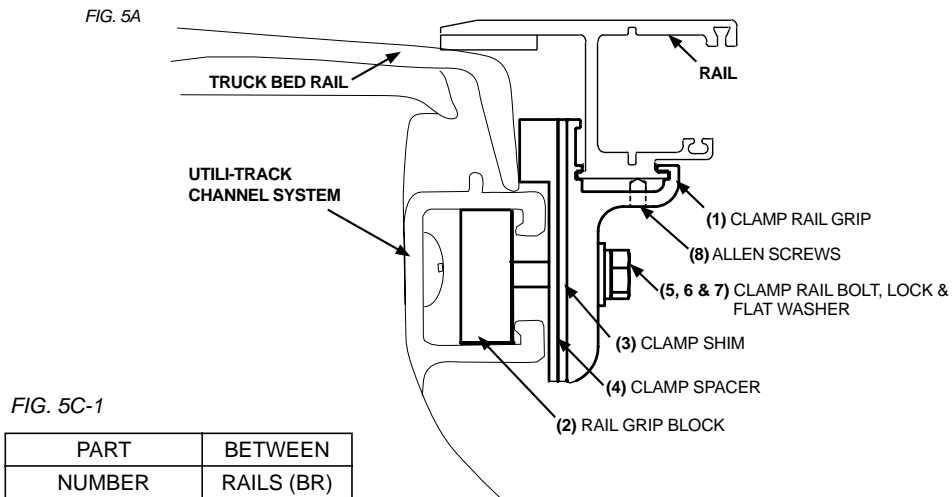 FIG. 5A
TRUCK BED RAIL
RAIL
UTILI-TRACK
CHANNEL SYSTEM
(1) CLAMP RAIL GRIP
(8) ALLEN SCREWS
(5, 6 & 7) CLAMP RAIL BOLT, LOCK &
FLAT WASHER
(3) CLAMP SHIM
(4) CLAMP SPACER
(2) RAIL GRIP BLOCK
FIG. 5C-1
PART BETWEEN
NUMBER RAILS (BR)